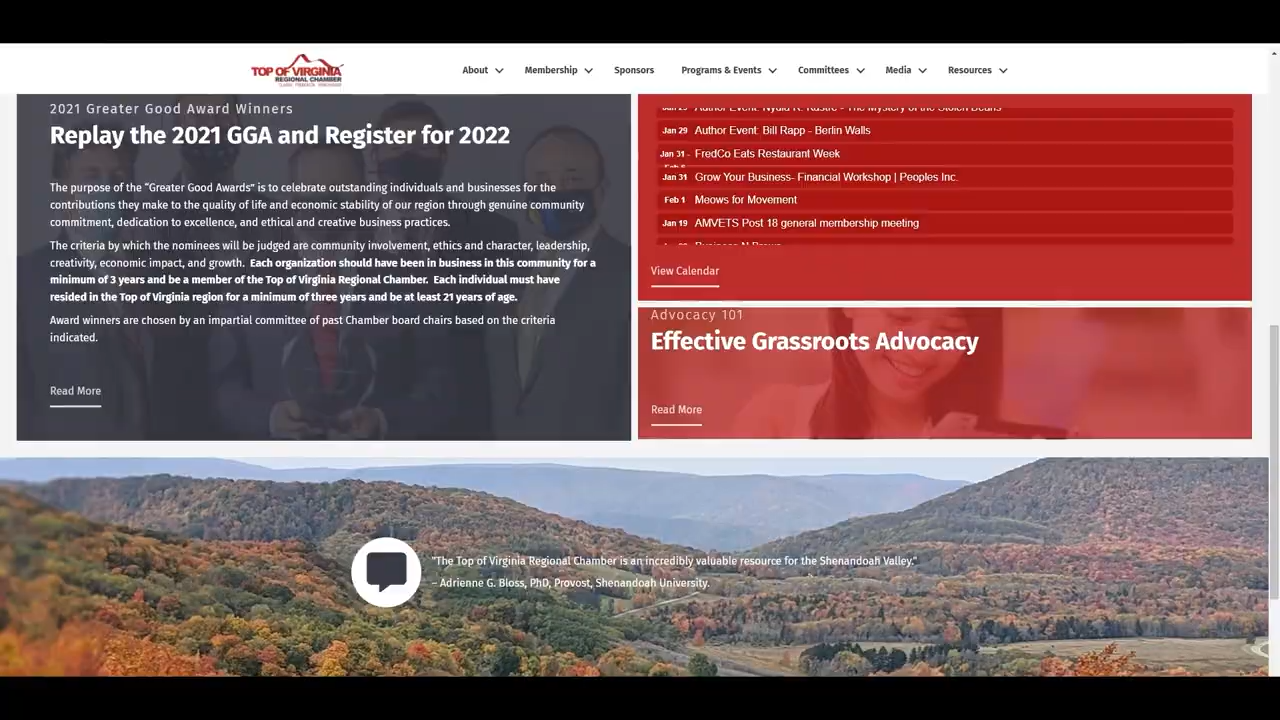 TOP OF VIRGINIA
REGIONAL CHAMBER
About
Membership
Sponsors
Programs & Events
Committees
Media
Resources
2021 Greater Good Award Winners
Replay the 2021 GGA and Register for 2022
The purpose of the “Greater Good Awards” is to celebrate outstanding individuals and businesses for the
contributions they make to the quality of life and economic stability of our region through genuine community
commitment, dedication to excellence, and ethical and creative business practices.
The criteria by which the nominees will be judged are community involvement, ethics and character, leadership,
creativity, economic impact, and growth. Each organization should have been in business in this community for a
minimum of 3 years and be a member of the Top of Virginia Regional Chamber. Each individual must have
resided in the Top of Virginia region for a minimum of three years and be at least 21 years of age.
Award winners are chosen by an impartial committee of past Chamber board chairs based on the criteria
indicated.
Read More
Author Event: - The Mystery of the Stolen Beans
Jan 29 Author Event: Bill Rapp - Berlin Walls
Jan 31 - FredCo Eats Restaurant Week
Jan 31 Grow Your Business- Financial Workshop | Peoples Inc.
Feb 1 Meows for Movement
Jan 19 AMVETS Post 18 general membership meeting
View Calendar
Advocacy 101
Effective Grassroots Advocacy
Read More
"The Top of Virginia Regional Chamber is an incredibly valuable resource for the Shenandoah Valley."
– Adrienne G. Bloss, PhD, Provost, Shenandoah University.